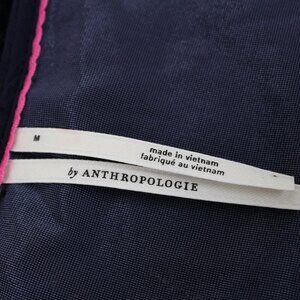 M
made in vietnam
fabriqué au vietnam
by ANTHROPOLOGIE